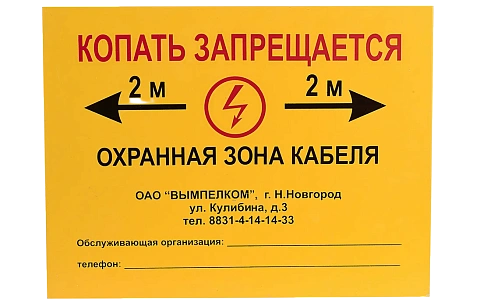 КОПАТЬ ЗАПРЕЩАЕТСЯ
2 м 2 м
ОХРАННАЯ ЗОНА КАБЕЛЯ
ОАО "ВЫМПЕЛКОМ", г. Н.Новгород
ул. Кулибина, д.3
тел. 8831-4-14-14-33
Обслуживающая организация:
телефон: